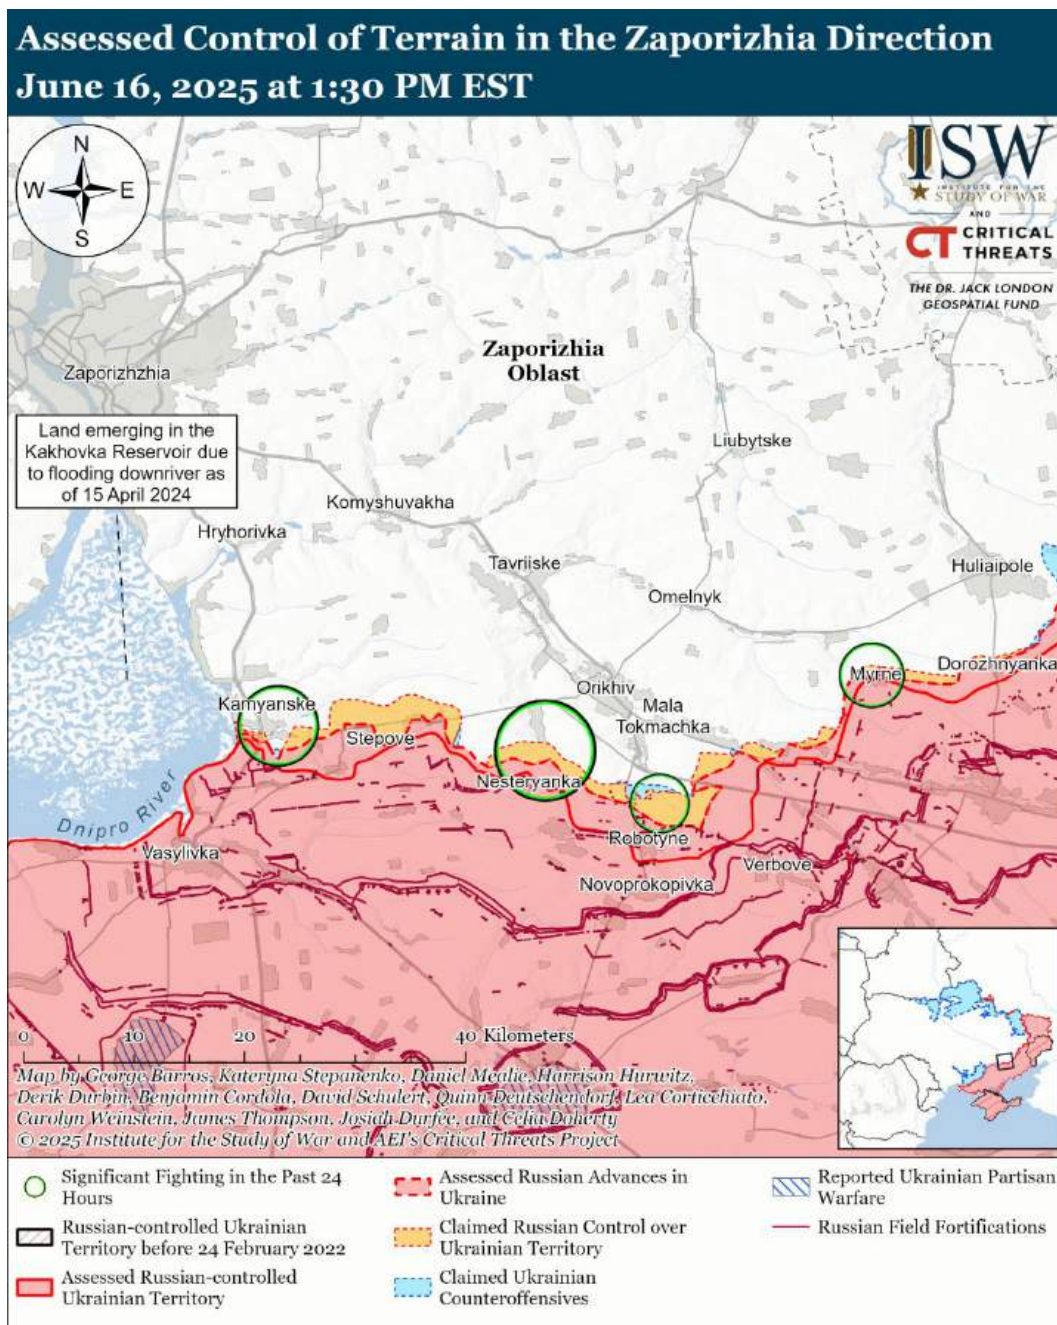 Assessed Control of Terrain in the Zaporizhia Direction
June 16, 2025 at 1:30 PM EST
N
W
E
S
ISW
INSTITUTE FOR THE
STUDY OF WAR
AND
CT CRITICAL
THREATS
THE DR. JACK LONDON
GEOSPATIAL FUND
Zaporizhia
Oblast
Zaporizhzhia
Land emerging in the
Kakhovka Reservoir due
to flooding downriver as
of 15 April 2024
Liubytske
Komyshuvakha
Hryhorivka
Tavriiske
Huliaipole
Omelnyk
Dorozhnyanka
Myrne
Orikhiv
Kamyanske
Mala
Tokmachka
Stepove
Nesteryanka
Dnipro River
Robotyne
Vasylivka
Verbove
Novoprokopivka
0 10 20 40 Kilometers
Map by George Barros, Kateryna Stepanenko, Daniel Mealie, Harrison Hurwitz,
Derik Durbin, Benjamin Cordola, David Schulert, Quinn Deutschendorf, Lea Corticchiato,
Carolyn Weinstein, James Thompson, Josiah Durfee, and Celia Daherty
© 2025 Institute for the Study of War and AEI's Critical Threats Project
Significant Fighting in the Past 24
Hours
Russian-controlled Ukrainian
Territory before 24 February 2022
Assessed Russian-controlled
Ukrainian Territory
Assessed Russian Advances in
Ukraine
Claimed Russian Control over
Ukrainian Territory
Claimed Ukrainian
Counteroffensives
Reported Ukrainian Partisan
Warfare
Russian Field Fortifications